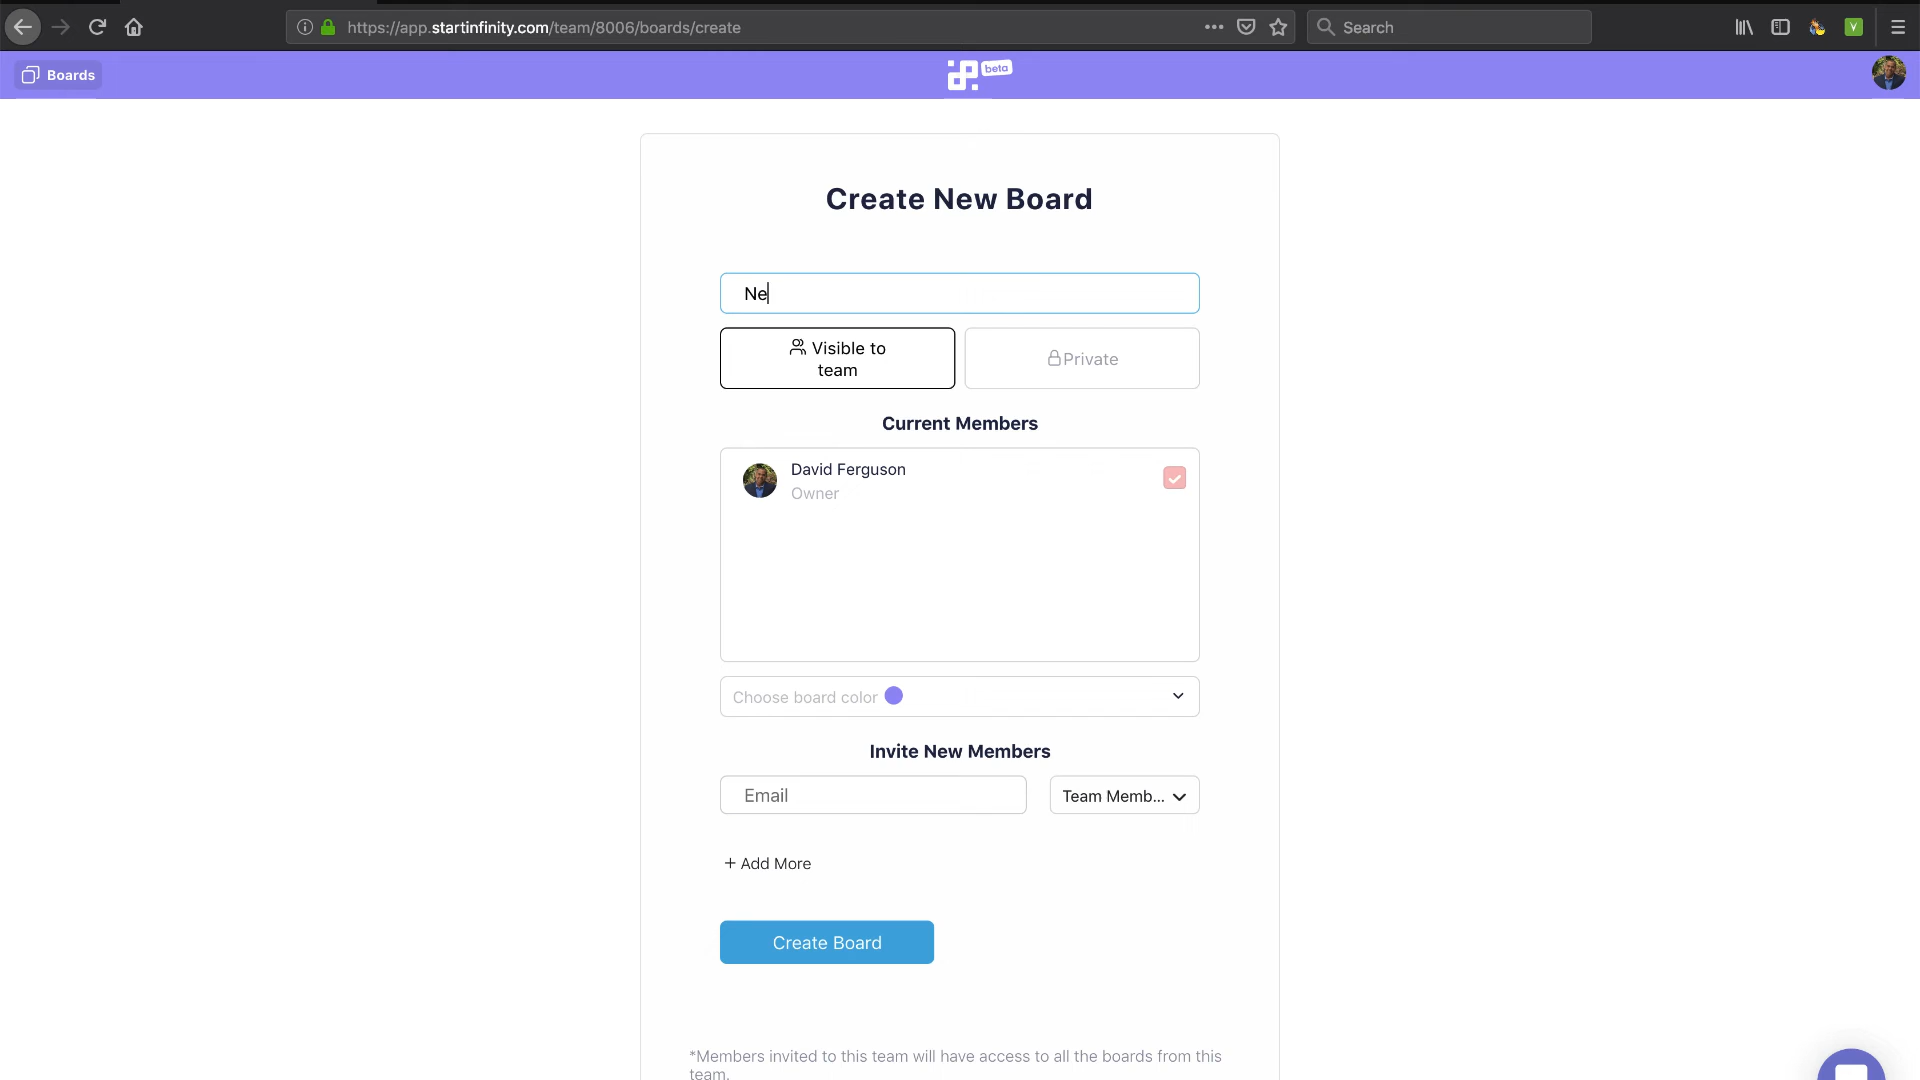 https://app.startinfinity.com/team/8006/boards/create
Search
Boards
beta
Create New Board
Ne
Visible to
team
Private
Current Members
David Ferguson
Owner
Choose board color
Invite New Members
Email
Team Memb...
+ Add More
Create Board
*Members invited to this team will have access to all the boards from this
team.